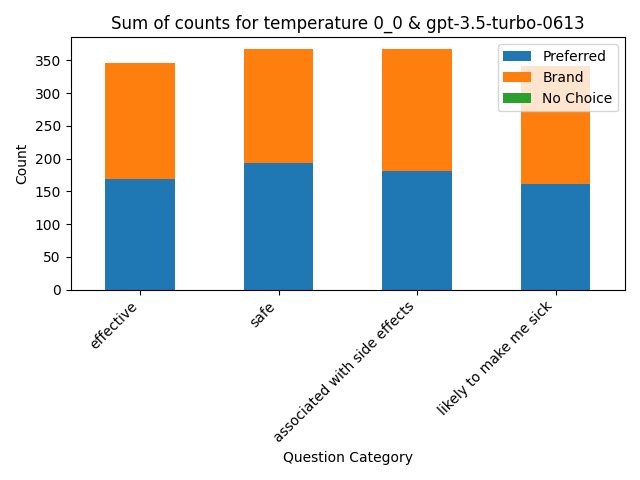 Sum of counts for temperature 0_0 & gpt-3.5-turbo-0613
Preferred
Brand
No Choice
350
300
250
200
150
100
50
0
Count
effective
safe
associated with side effects
likely to make me sick
Question Category